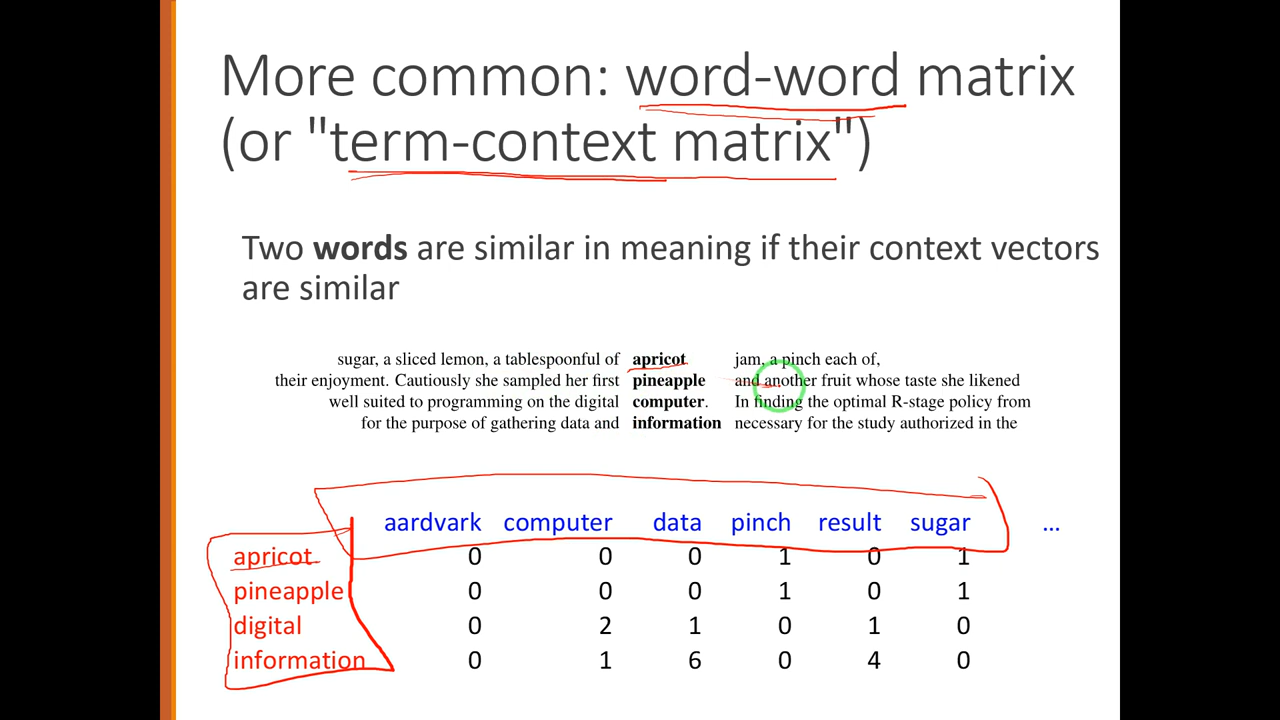 More common: word-word matrix
(or "term-context matrix")
Two words are similar in meaning if their context vectors
are similar
sugar, a sliced lemon, a tablespoonful of apricot jam, a pinch each of,
their enjoyment. Cautiously she sampled her first pineapple and another fruit whose taste she likened
well suited to programming on the digital computer. In finding the optimal R-stage policy from
for the purpose of gathering data and information necessary for the study authorized in the
aardvark computer data pinch result sugar ...
apricot 0 0 0 1 0 1
pineapple 0 0 0 1 0 1
digital 0 2 1 0 1 0
information 0 1 6 0 4 0